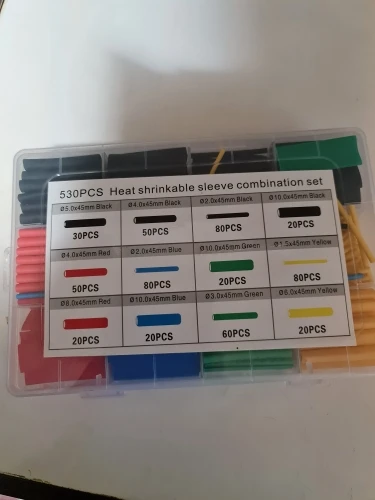 530PCS Heat shrinkable sleeve combination set
Ø5.0x45mm Black Ø4.0x45mm Black Ø2.0x45mm Black Ø10.0x45mm Black
30PCS 50PCS 80PCS 20PCS
Ø4.0x45mm Red Ø2.0x45mm Blue Ø10.0x45mm Green Ø1.5x45mm Yellow
50PCS 80PCS 20PCS 80PCS
Ø8.0x45mm Red Ø10.0x45mm Blue Ø3.0x45mm Green Ø6.0x45mm Yellow
20PCS 20PCS 60PCS 20PCS